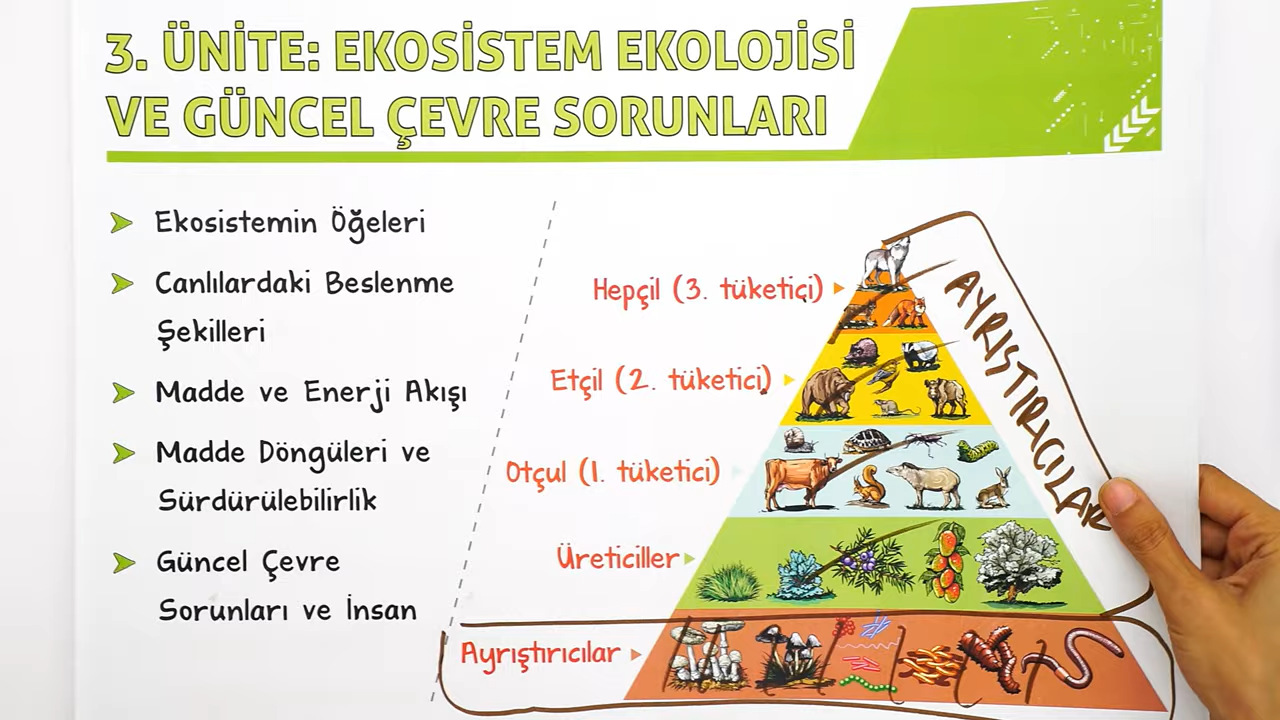 3. ÜNİTE: EKOSİSTEM EKOLOJİSİ
VE GÜNCEL ÇEVRE SORUNLARI
Ekosistemin Öğeleri
Canlılardaki Beslenme
Şekilleri
Madde ve Enerji Akışı
Madde Döngüleri ve
Sürdürülebilirlik
Güncel Çevre
Sorunları ve İnsan
Hepçil (3. tüketici)
Etçil (2. tüketici)
Otçul (1. tüketici)
Üreticiller
Ayrıştırıcılar
AYRIŞTIRICILAR